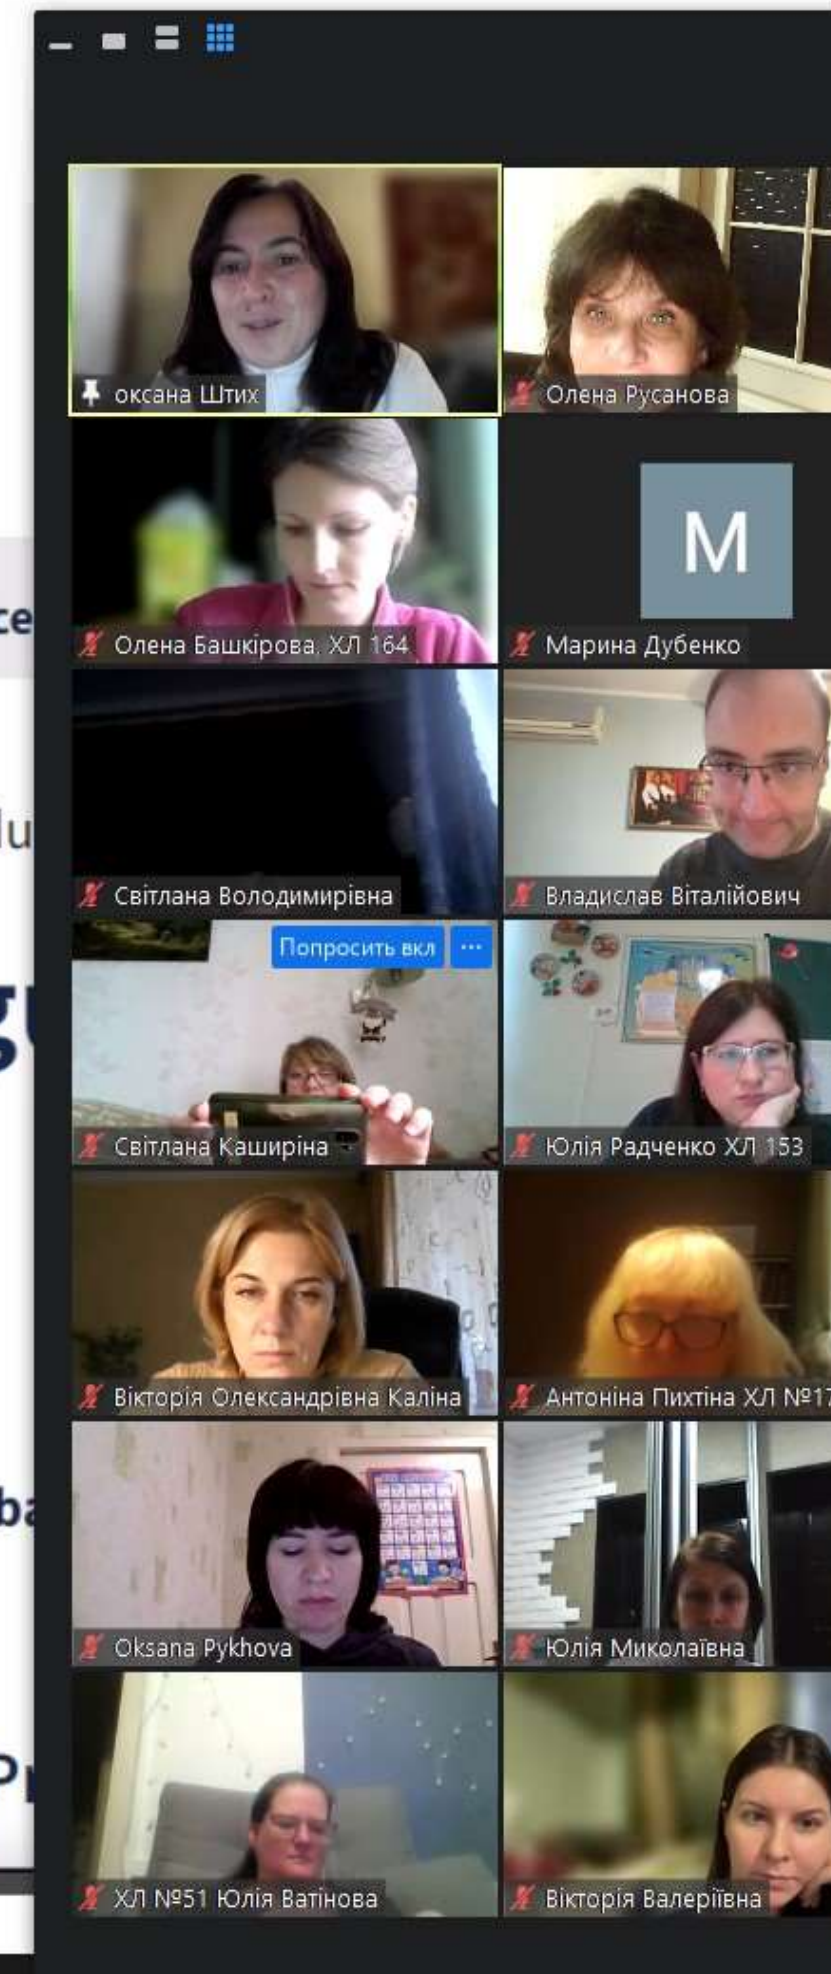 оксана Штих
Олена Русанова
Олена Башкірова. ХЛ 164
M
Марина Дубенко
Світлана Володимирівна
Владислав Віталійович
Попросить вкл
Світлана Каширіна
Юлія Радченко ХЛ 153
Вікторія Олександрівна Каліна
Антоніна Пихтіна ХЛ №17
Oksana Pykhova
Юлія Миколаївна
ХЛ №51 Юлія Ватінова
Вікторія Валеріївна